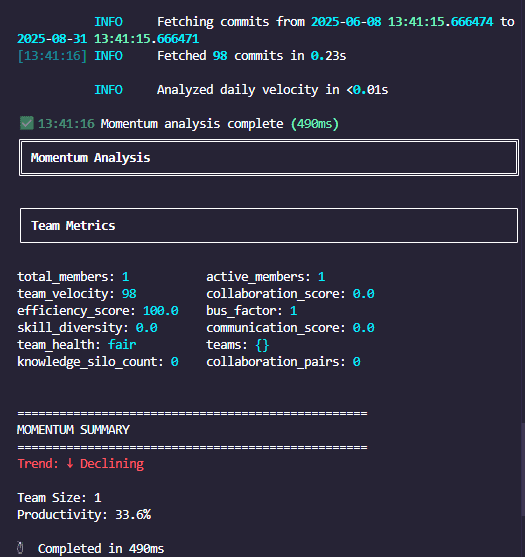 INFO Fetching commits from 2025-06-08 13:41:15.666474 to
2025-08-31 13:41:15.666471
[13:41:16] INFO Fetched 98 commits in 0.23s
INFO Analyzed daily velocity in <0.01s
✅ 13:41:16 Momentum analysis complete (490ms)
Momentum Analysis
Team Metrics
total_members: 1 active_members: 1
team_velocity: 98 collaboration_score: 0.0
efficiency_score: 100.0 bus_factor: 1
skill_diversity: 0.0 communication_score: 0.0
team_health: fair teams: {}
knowledge_silo_count: 0 collaboration_pairs: 0
==================================================
MOMENTUM SUMMARY
==================================================
Trend: ↓ Declining
Team Size: 1
Productivity: 33.6%
Completed in 490ms